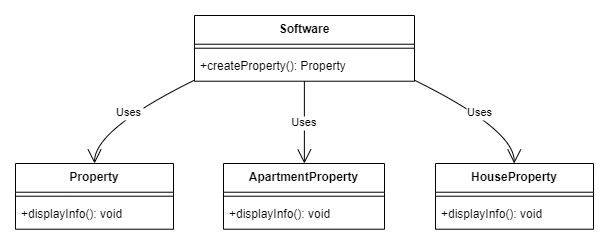 Software
+createProperty(): Property
Uses
Uses
Uses
Property
+displayInfo(): void
ApartmentProperty
+displayInfo(): void
HouseProperty
+displayInfo(): void